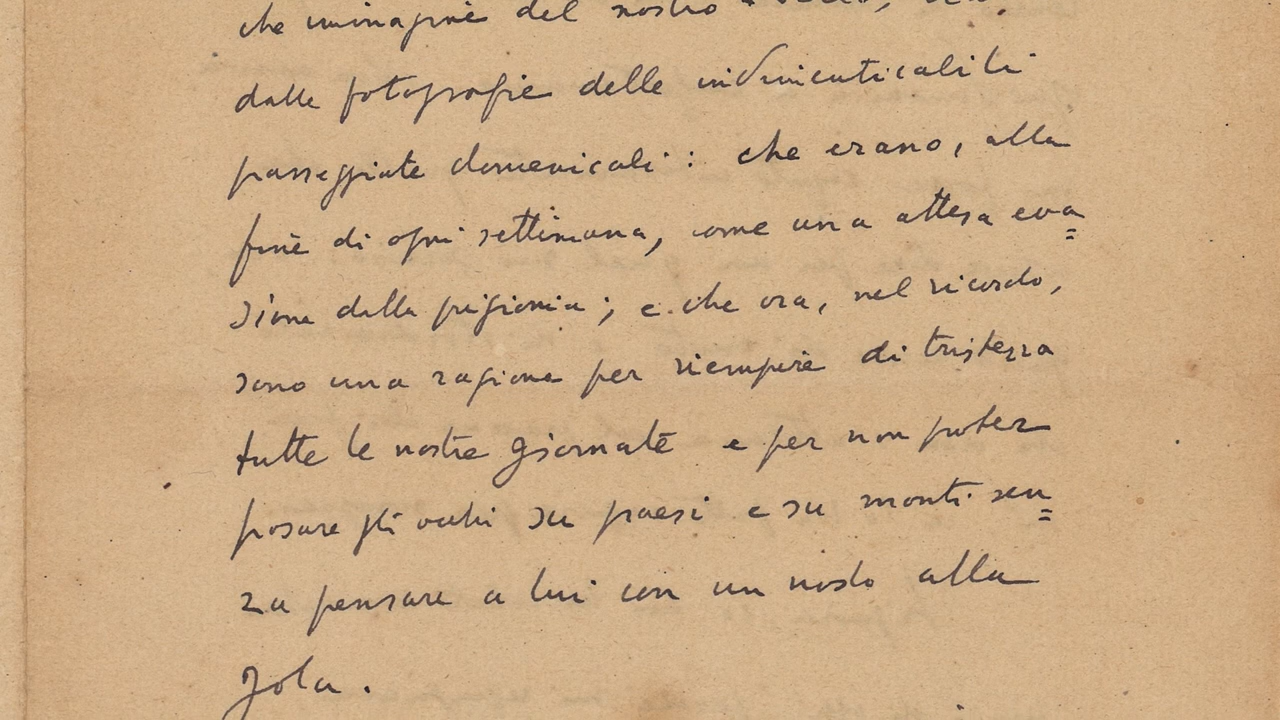 che immagine del nostro
dalle fotografie delle indimenticabili
passeggiate domenicali: che erano, alla
fine di ogni settimana, come una attesa eva=
sione dalla prigionia; e che ora, nel ricordo,
sono una ragione per riempire di tristezza
tutte le nostre giornate e per non poter
posare gli occhi su paesi e su monti sen=
za pensare a lui con un nodo alla
gola.